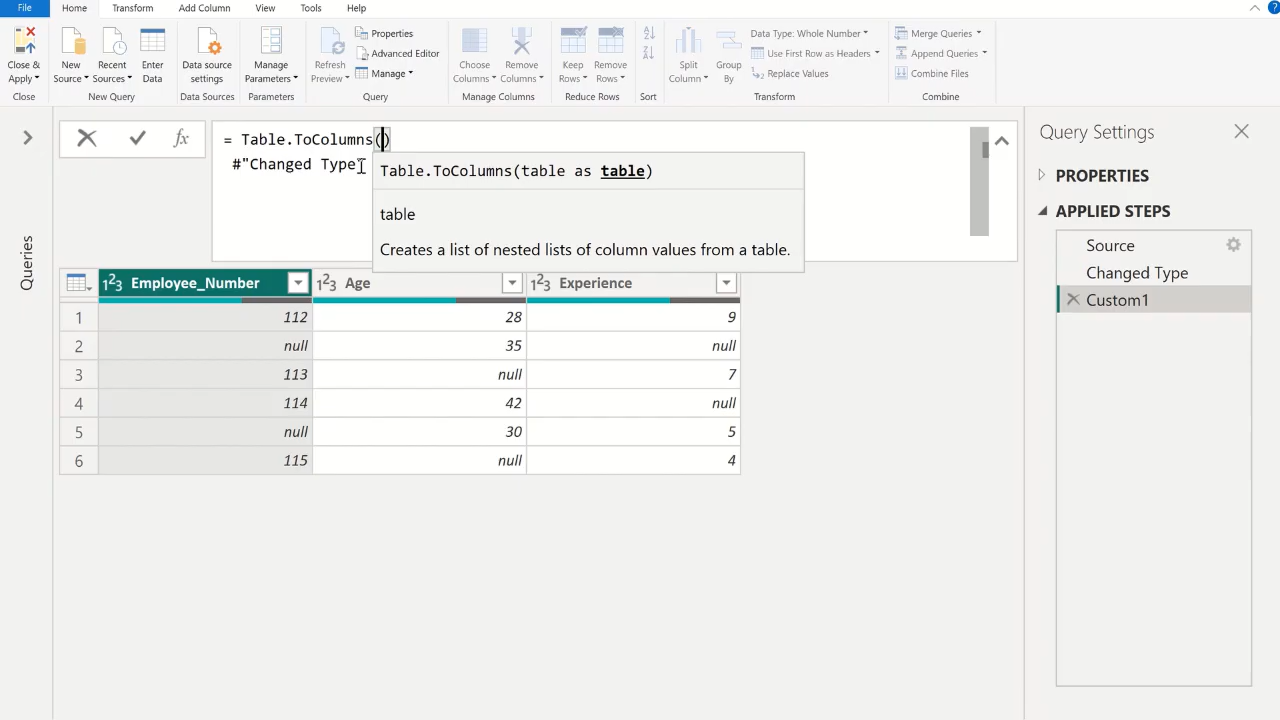 File Home Transform Add Column View Tools Help
Close & Apply
New Source
Recent Sources
Enter Data
Data source settings
Manage Parameters
Refresh Preview
Properties
Advanced Editor
Manage
Choose Columns
Remove Columns
Keep Rows
Remove Rows
Split Column
Group By
Data Type: Whole Number
Use First Row as Headers
Replace Values
Merge Queries
Append Queries
Combine Files
Close New Query Data Sources Parameters Query Manage Columns Reduce Rows Sort Transform Combine
= Table.ToColumns()
#"Changed Type"
Table.ToColumns(table as table)
table
Creates a list of nested lists of column values from a table.
Queries
Employee_Number Age Experience
1 112 28 9
2 null 35 null
3 113 null 7
4 114 42 null
5 null 30 5
6 115 null 4
Query Settings
PROPERTIES
APPLIED STEPS
Source
Changed Type
Custom1